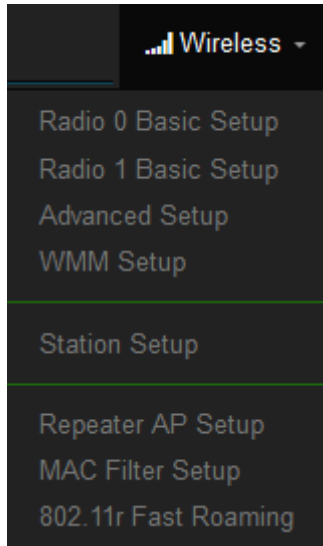 Wireless
Radio 0 Basic Setup
Radio 1 Basic Setup
Advanced Setup
WMM Setup
Station Setup
Repeater AP Setup
MAC Filter Setup
802.11r Fast Roaming